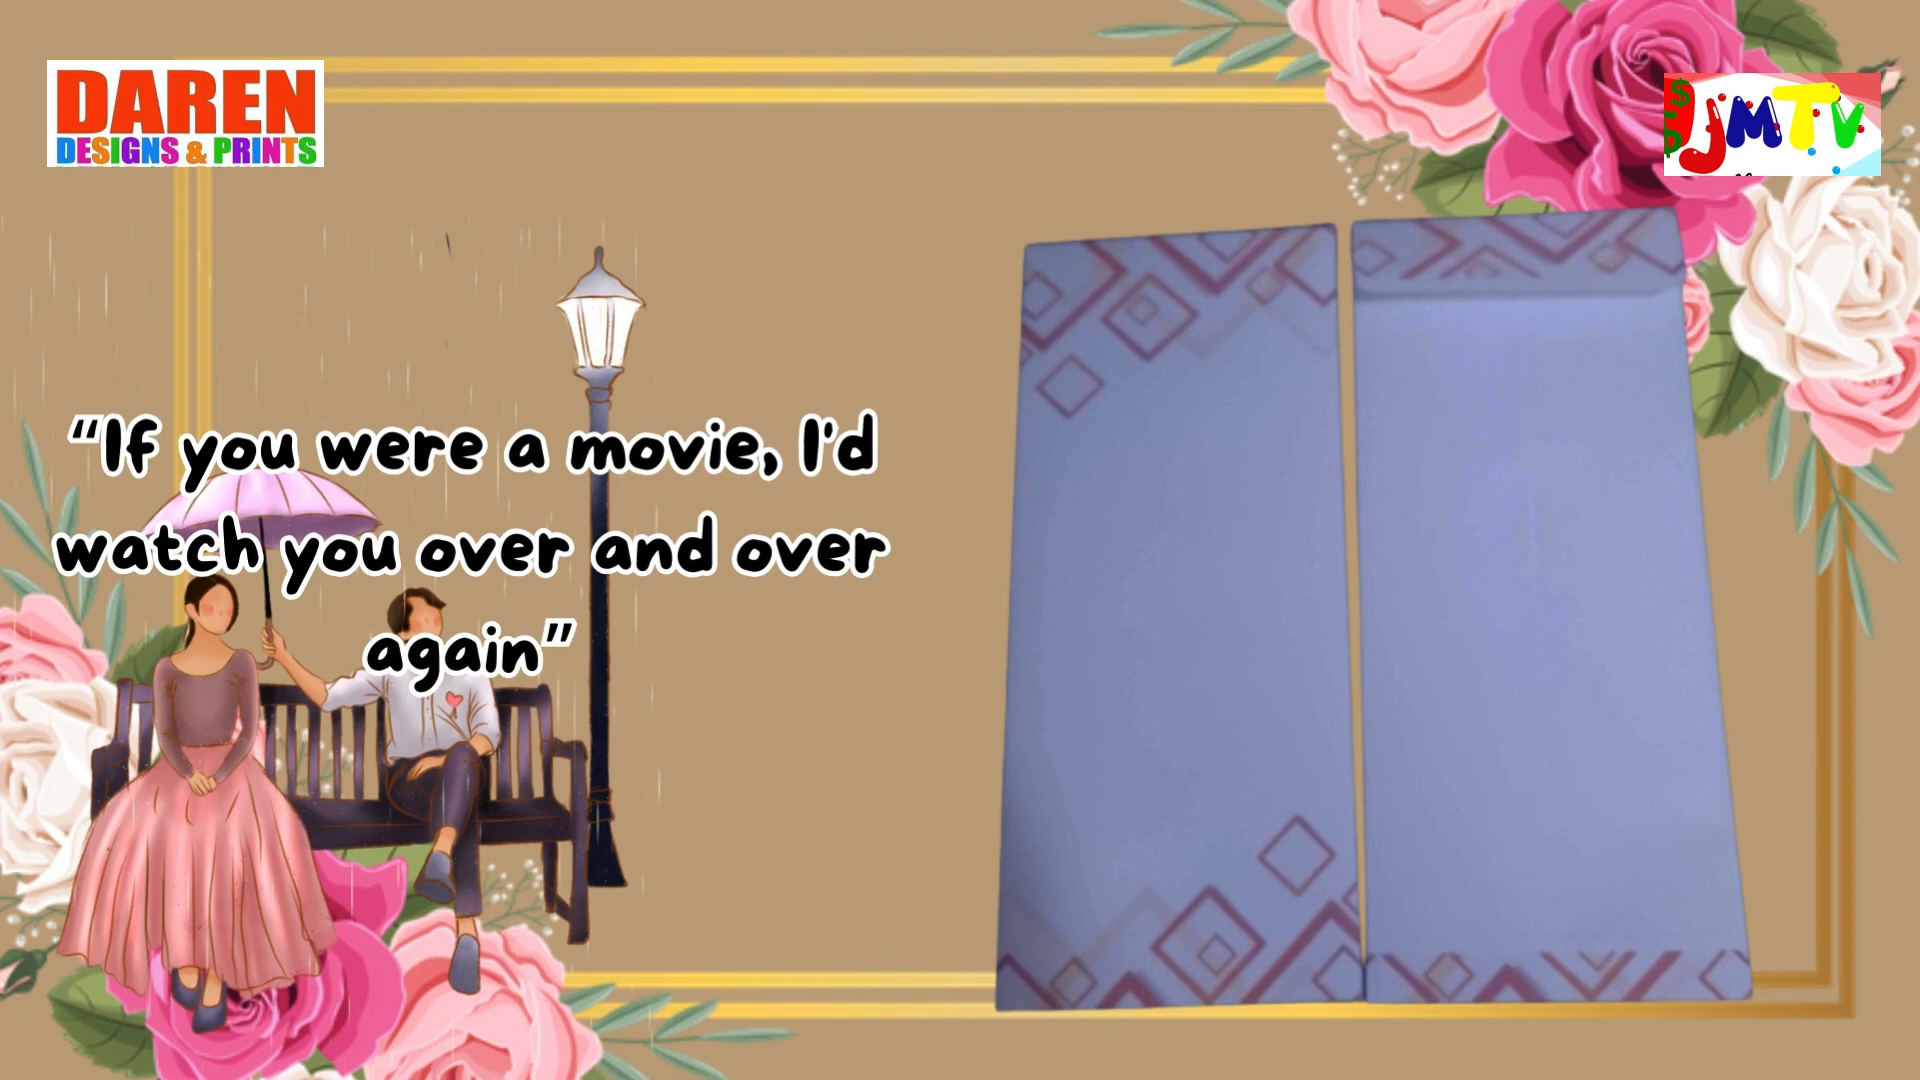 DAREN
DESIGNS & PRINTS
JMTV
“If you were a movie, I'd
watch you over and over
again”